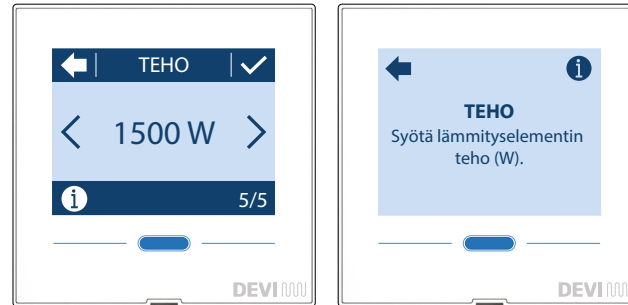 TEHO
1500 W
i
5/5
DEVI
i
TEHO
Syötä lämmityselementin
teho (W).
DEVI